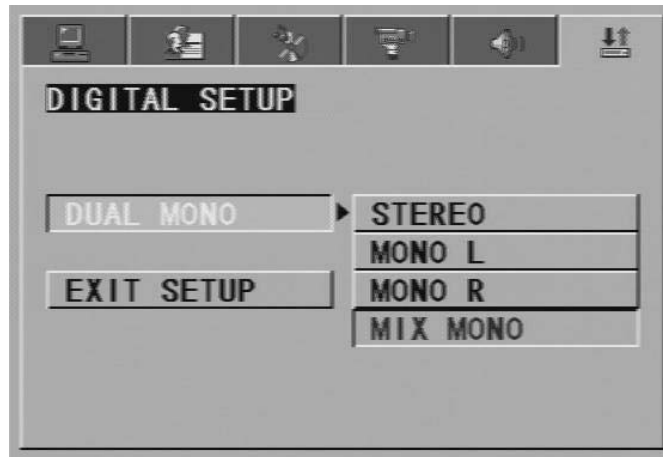 DIGITAL SETUP
DUAL MONO
STEREO
MONO L
EXIT SETUP
MONO R
MIX MONO